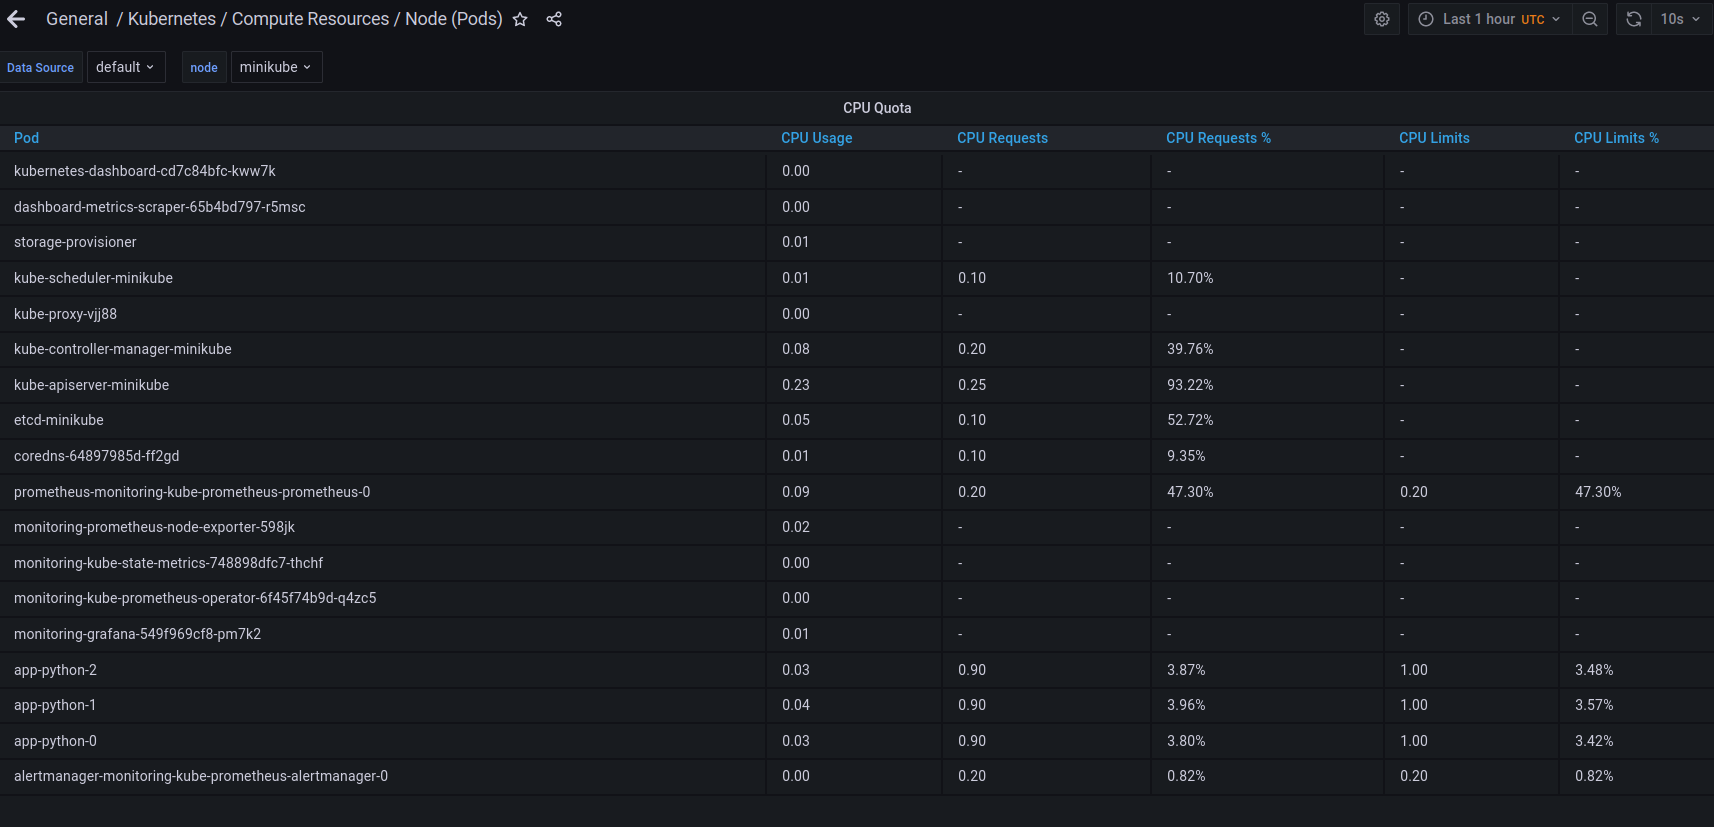 General / Kubernetes / Compute Resources / Node (Pods) Last 1 hour UTC 10s
Data Source default node minikube
CPU Quota
Pod CPU Usage CPU Requests CPU Requests % CPU Limits CPU Limits %
kubernetes-dashboard-cd7c84bfc-kww7k 0.00 - - - -
dashboard-metrics-scraper-65b4bd797-r5msc 0.00 - - - -
storage-provisioner 0.01 - - - -
kube-scheduler-minikube 0.01 0.10 10.70% - -
kube-proxy-vjj88 0.00 - - - -
kube-controller-manager-minikube 0.08 0.20 39.76% - -
kube-apiserver-minikube 0.23 0.25 93.22% - -
etcd-minikube 0.05 0.10 52.72% - -
coredns-64897985d-ff2gd 0.01 0.10 9.35% - -
prometheus-monitoring-kube-prometheus-prometheus-0 0.09 0.20 47.30% 0.20 47.30%
monitoring-prometheus-node-exporter-598jk 0.02 - - - -
monitoring-kube-state-metrics-748898dfc7-thchf 0.00 - - - -
monitoring-kube-prometheus-operator-6f45f74b9d-q4zc5 0.00 - - - -
monitoring-grafana-549f969cf8-pm7k2 0.01 - - - -
app-python-2 0.03 0.90 3.87% 1.00 3.48%
app-python-1 0.04 0.90 3.96% 1.00 3.57%
app-python-0 0.03 0.90 3.80% 1.00 3.42%
alertmanager-monitoring-kube-prometheus-alertmanager-0 0.00 0.20 0.82% 0.20 0.82%